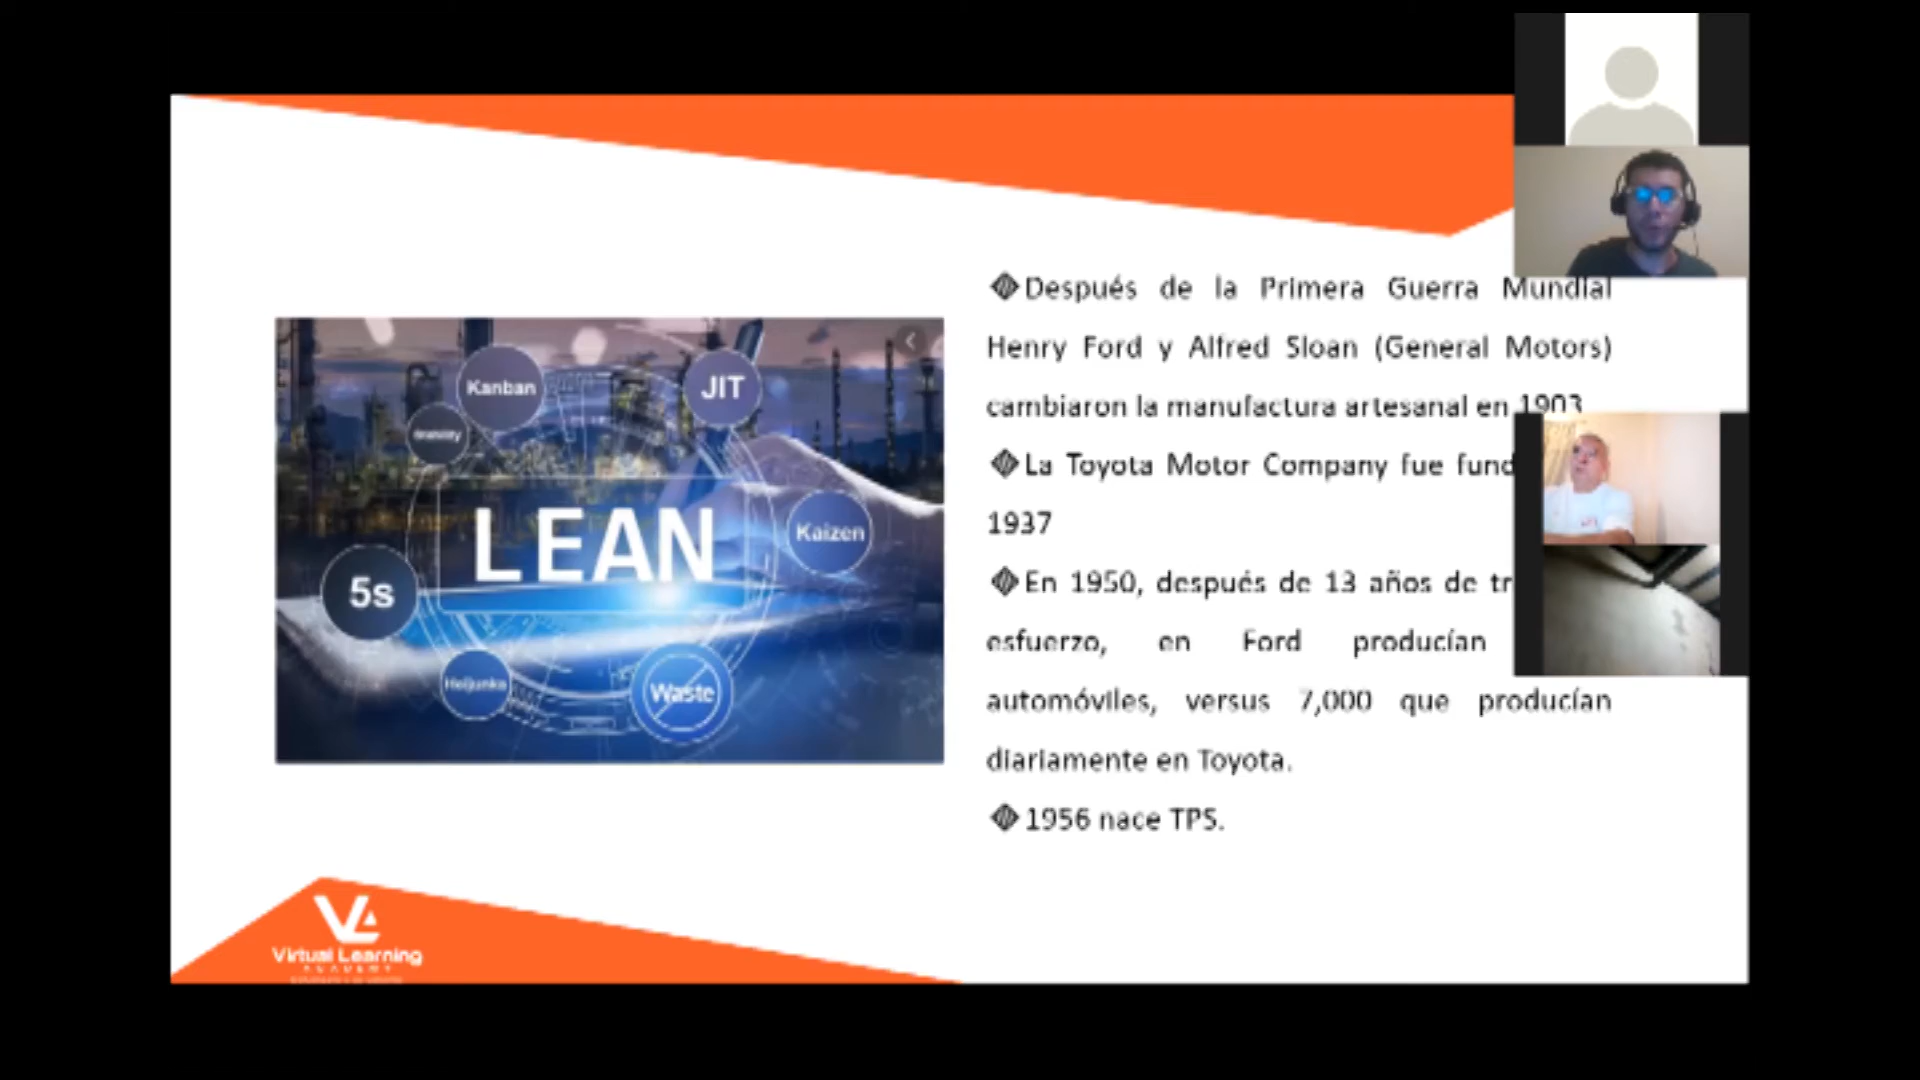 Kanban
JIT
LEAN
Kaizen
5s
Heijunka
Waste
Después de la Primera Guerra Mundial
Henry Ford y Alfred Sloan (General Motors)
cambiaron la manufactura artesanal en 1903
La Toyota Motor Company fue fund
1937
En 1950, después de 13 años de tr
esfuerzo, en Ford producían
automóviles, versus 7,000 que producían
diariamente en Toyota.
1956 nace TPS.
VLA
Virtual Learning
ACADEMY